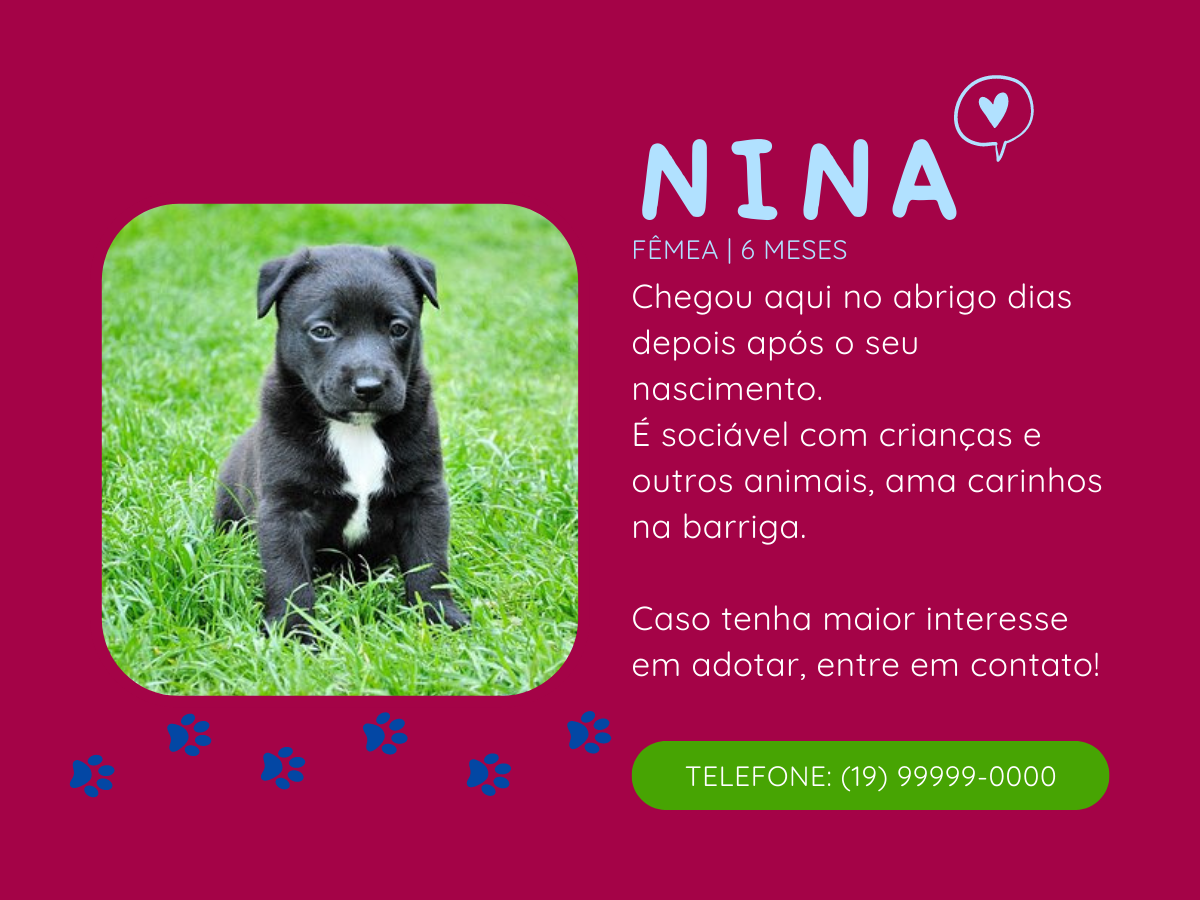 NINA
FÊMEA | 6 MESES
Chegou aqui no abrigo dias
depois após o seu
nascimento.
É sociável com crianças e
outros animais, ama carinhos
na barriga.
Caso tenha maior interesse
em adotar, entre em contato!
TELEFONE: (19) 99999-0000